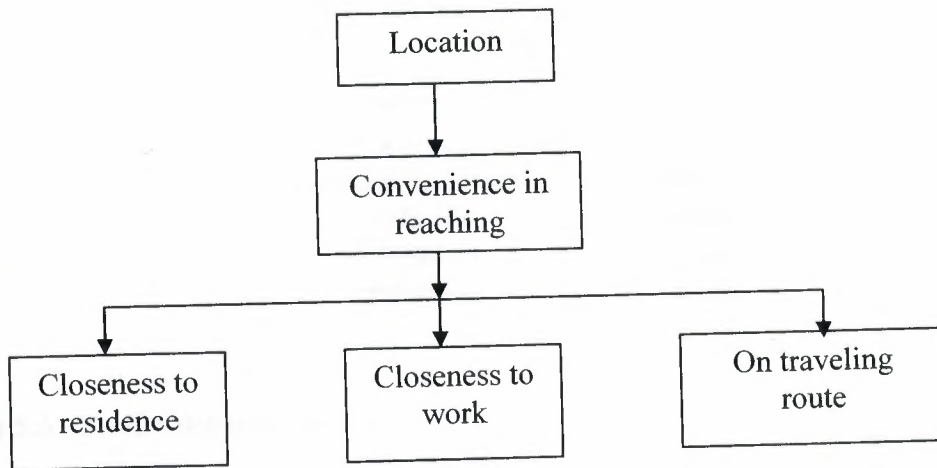 Location
Convenience in
reaching
Closeness to
residence
Closeness to
work
On traveling
route